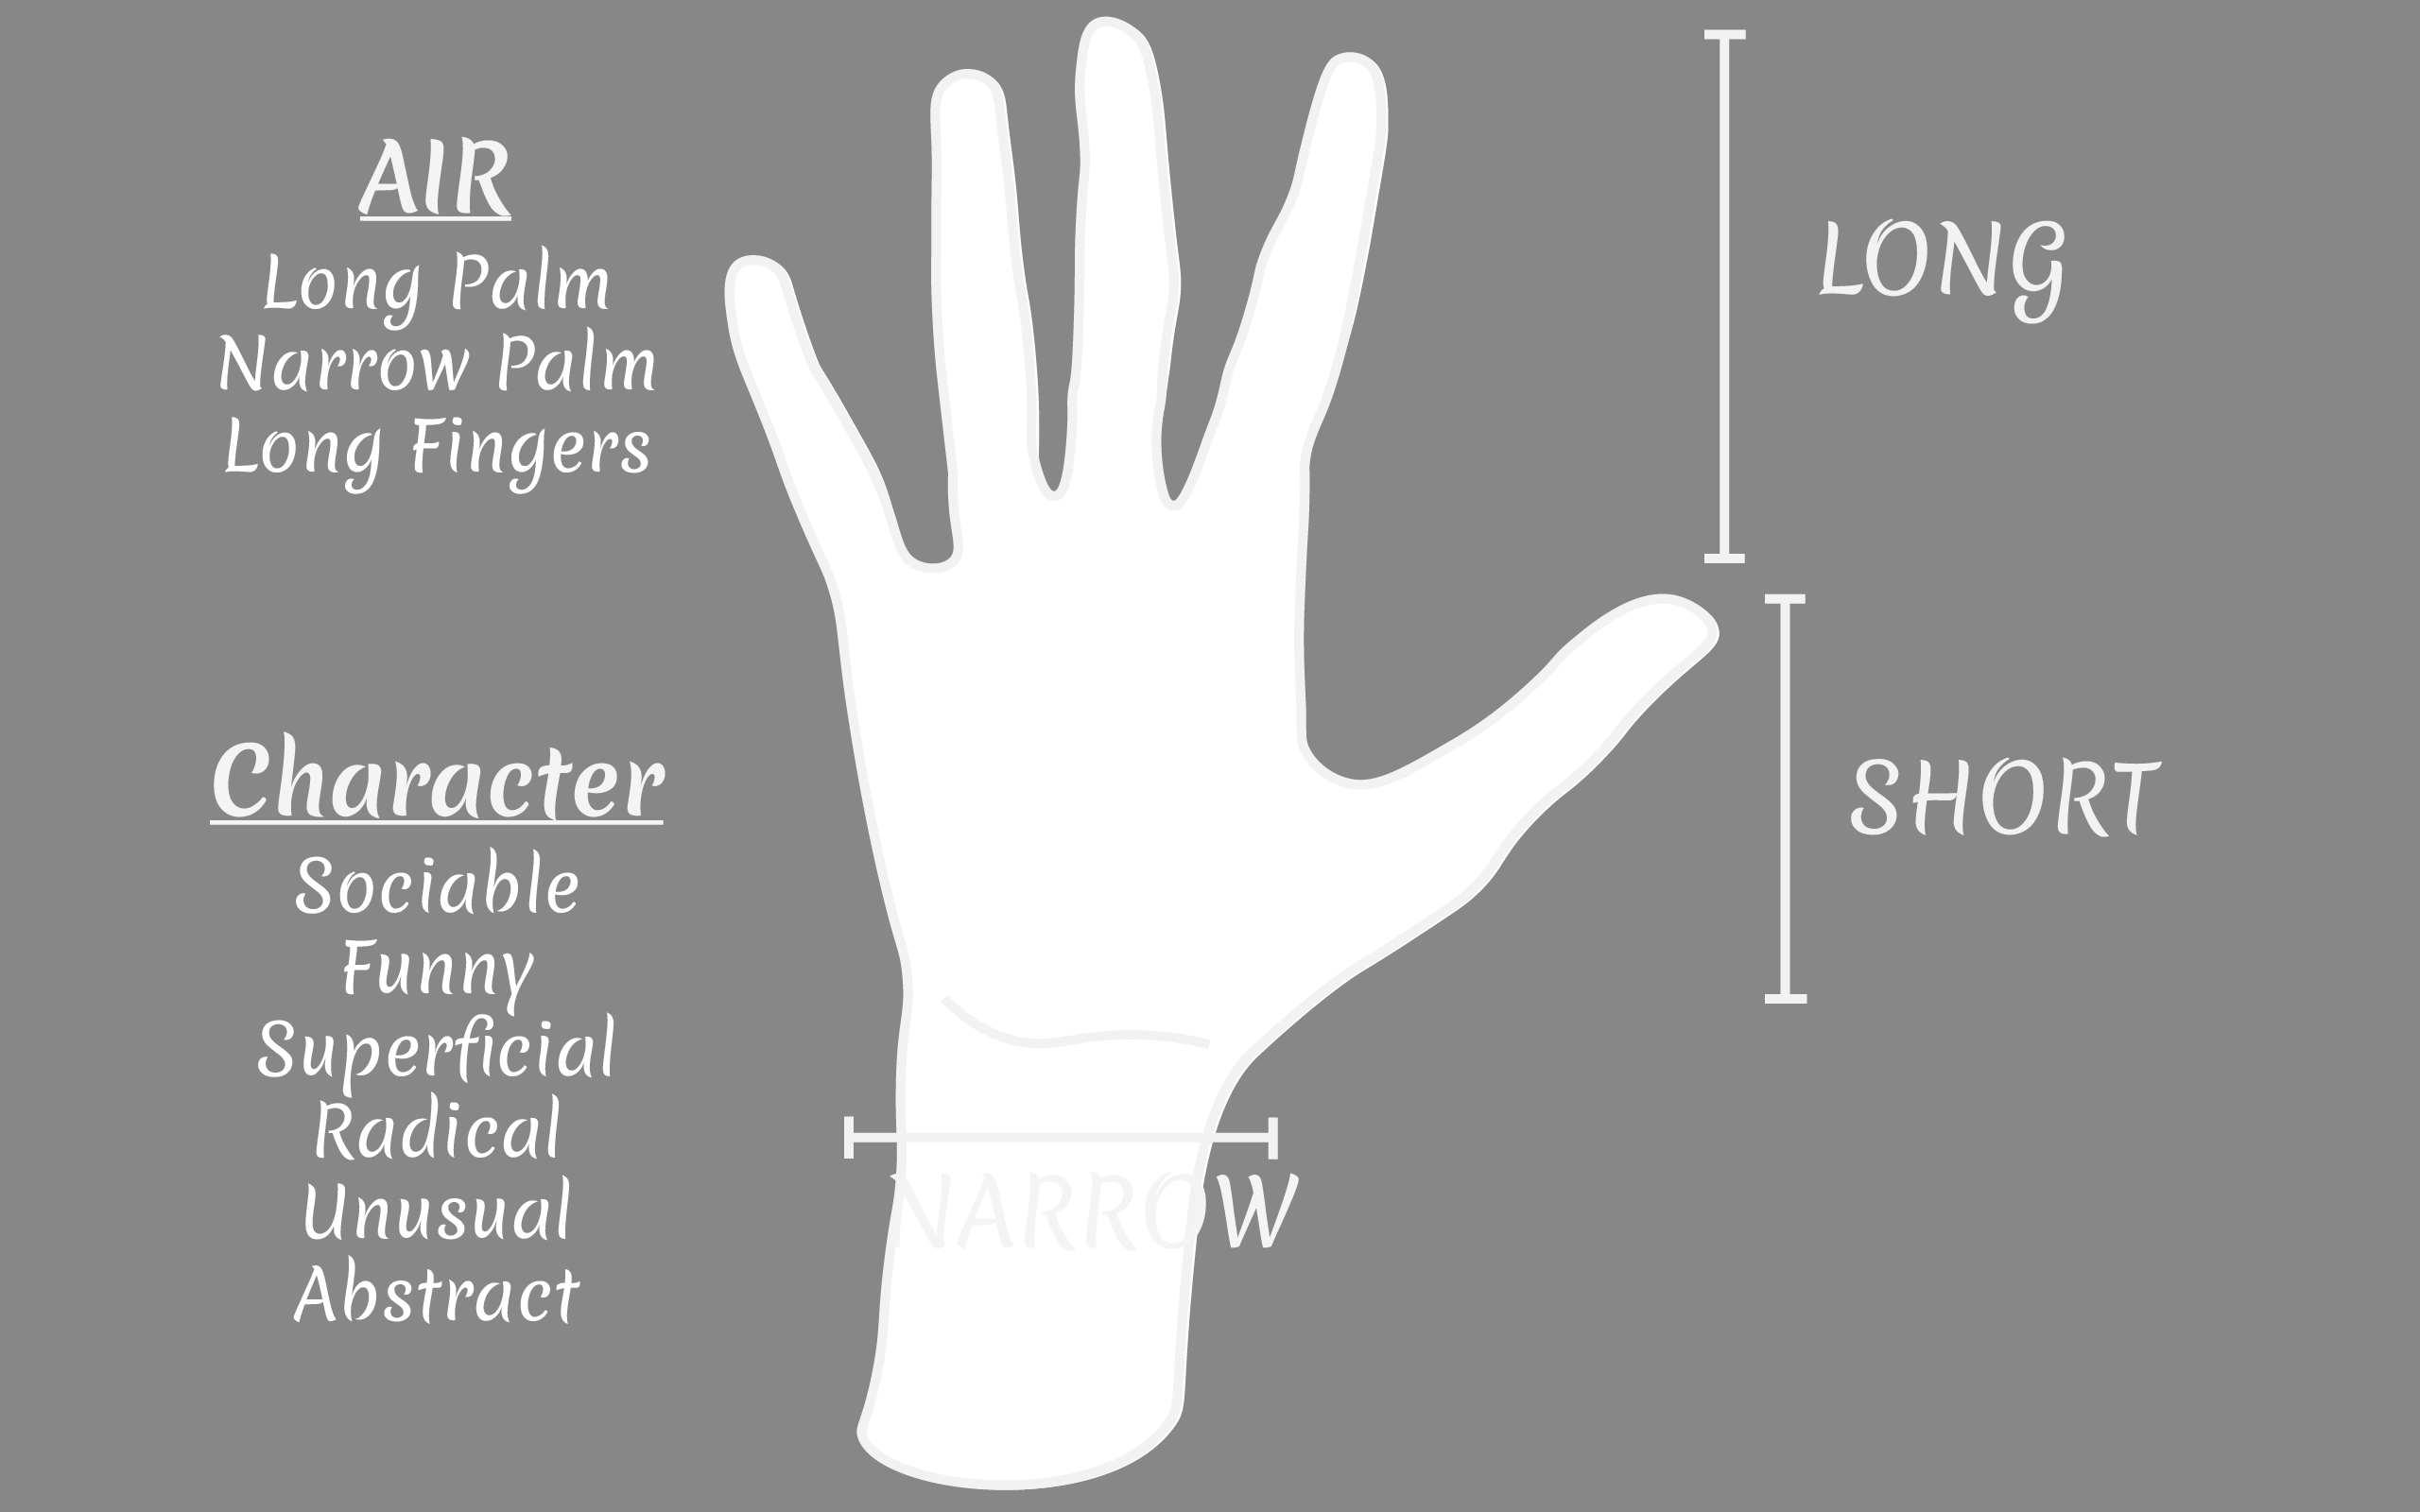 AIR
Long Palm
Narrow Palm
Long Fingers
Character
Sociable
Funny
Superficial
Radical
Unusual
Abstract
LONG
SHORT
NARROW